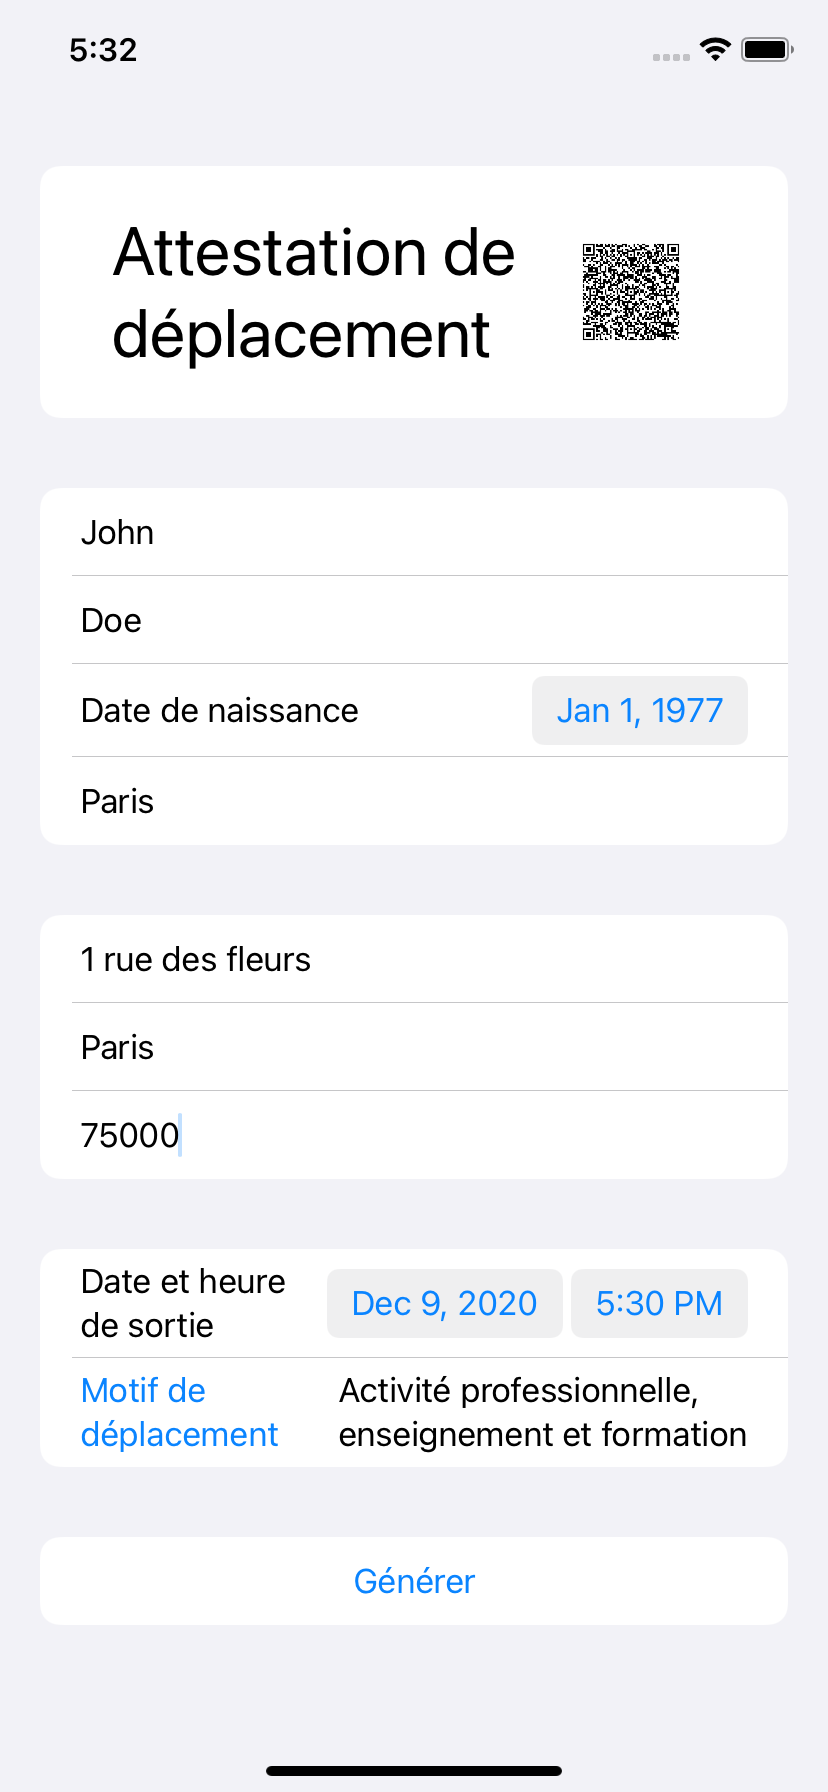 5:32
Attestation de
déplacement
John
Doe
Date de naissance
Jan 1, 1977
Paris
1 rue des fleurs
Paris
75000
Date et heure
de sortie
Dec 9, 2020
5:30 PM
Motif de
déplacement
Activité professionnelle,
enseignement et formation
Générer